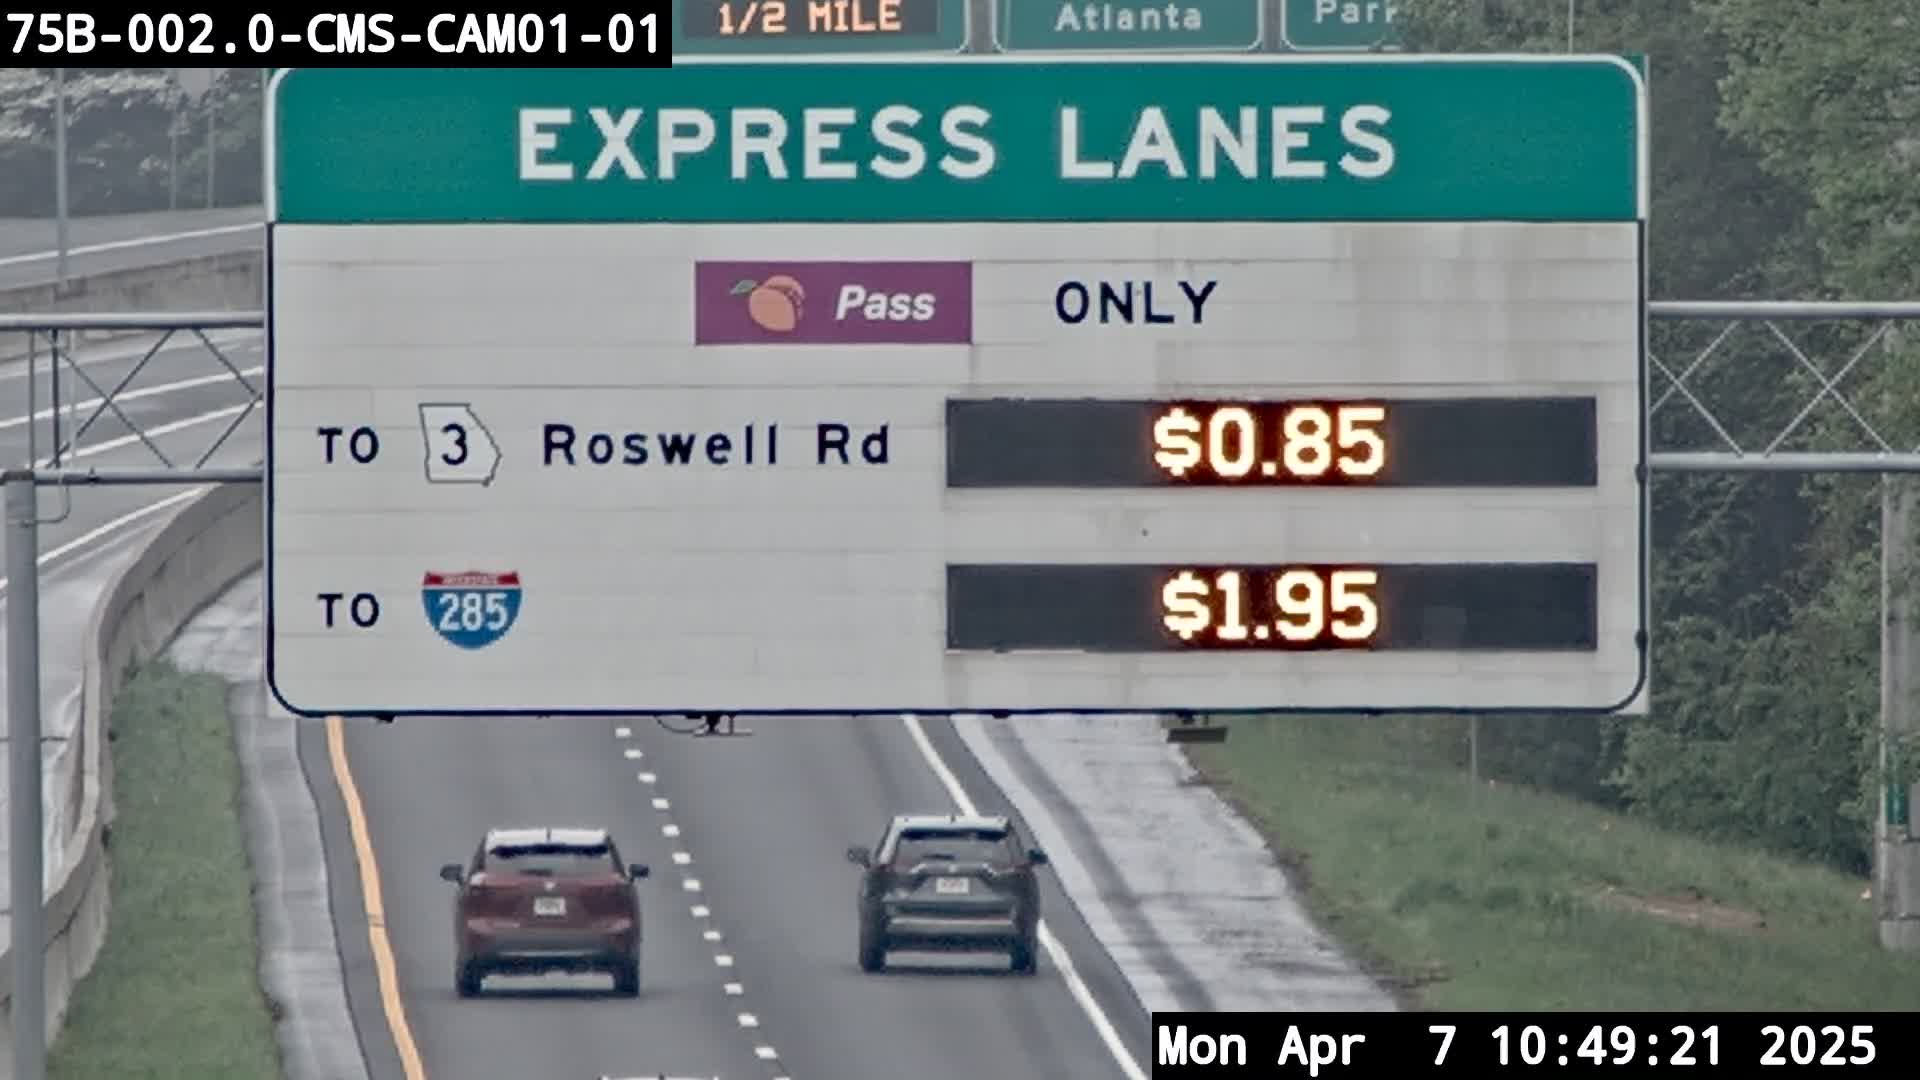 75B-002.0-CMS-CAM01-01
1/2 MILE
Atlanta
EXPRESS LANES
Pass ONLY
TO 3 Roswell Rd $0.85
TO 285 $1.95
Mon Apr 7 10:49:21 2025